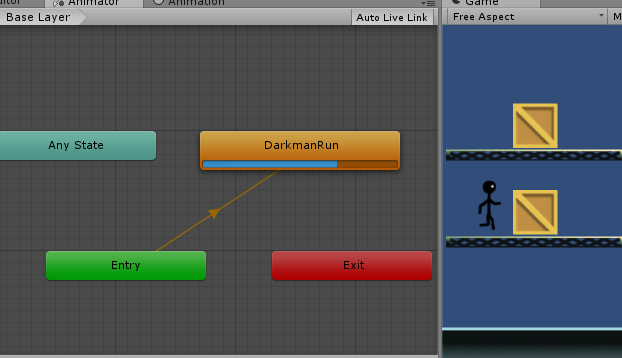 Animator
Animation
Game
Base Layer
Auto Live Link
Free Aspect
Any State
DarkmanRun
Entry
Exit